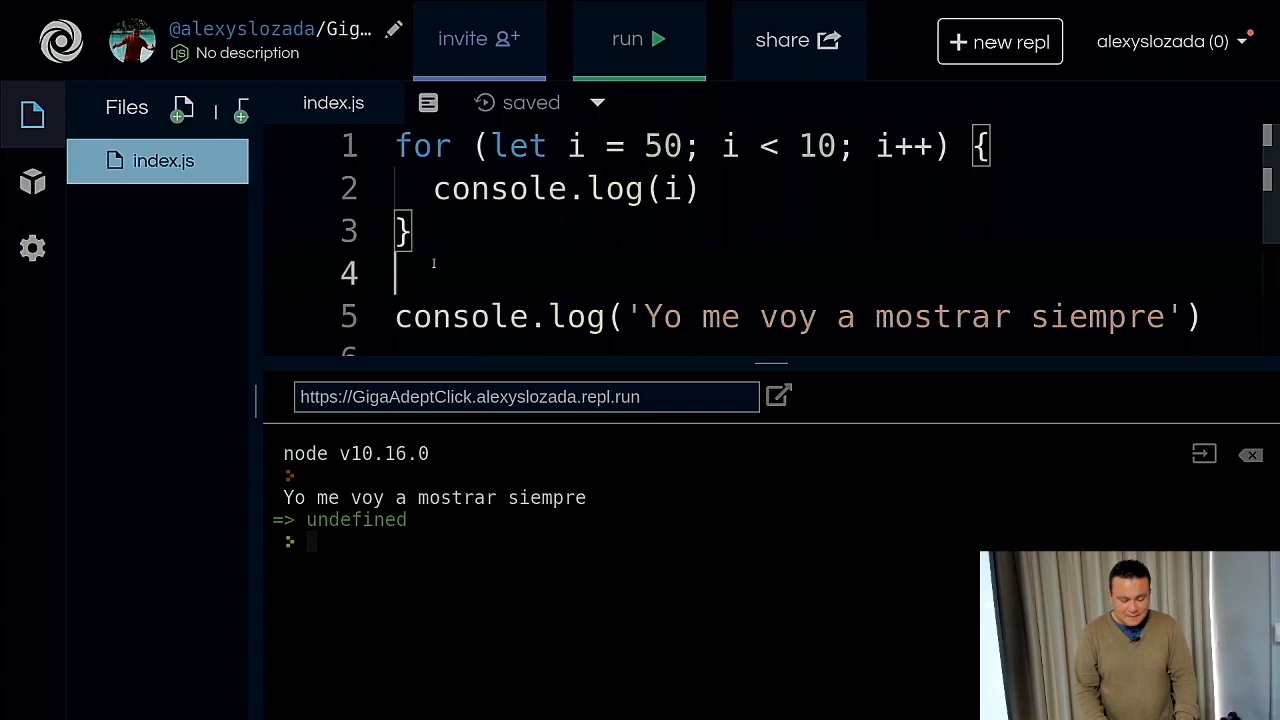 @alexyslozada/Gig...
No description
invite
run
share
+ new repl
alexyslozada (0)
Files
index.js
saved
index.js
1 for (let i = 50; i < 10; i++) {
2 console.log(i)
3 }
4
5 console.log('Yo me voy a mostrar siempre')
https://GigaAdeptClick.alexyslozada.repl.run
node v10.16.0
Yo me voy a mostrar siempre
=> undefined